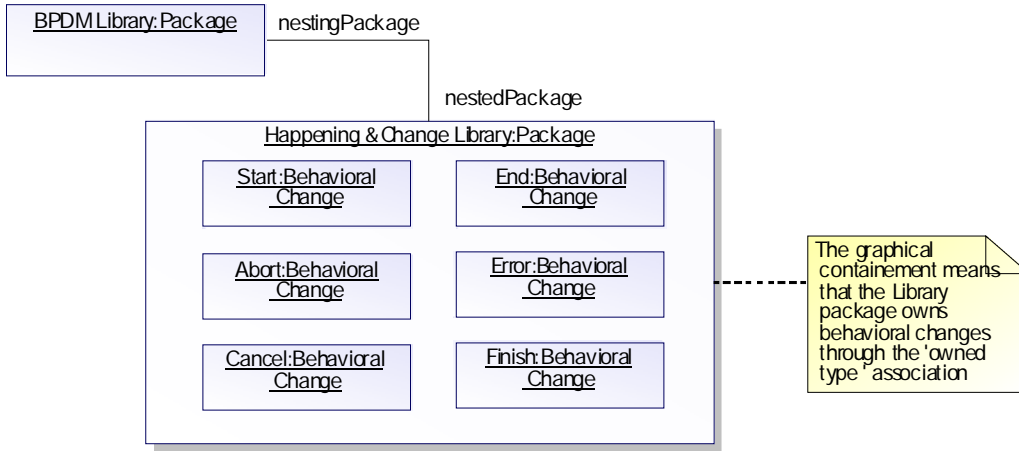 BPDM Library:Package
nestingPackage
nestedPackage
Happening & Change Library:Package
Start:Behavioral
Change
End:Behavioral
Change
Abort:Behavioral
Change
Error:Behavioral
Change
Cancel:Behavioral
Change
Finish:Behavioral
Change
The graphical
containement means
that the Library
package owns
behavioral changes
through the 'owned
type ' association